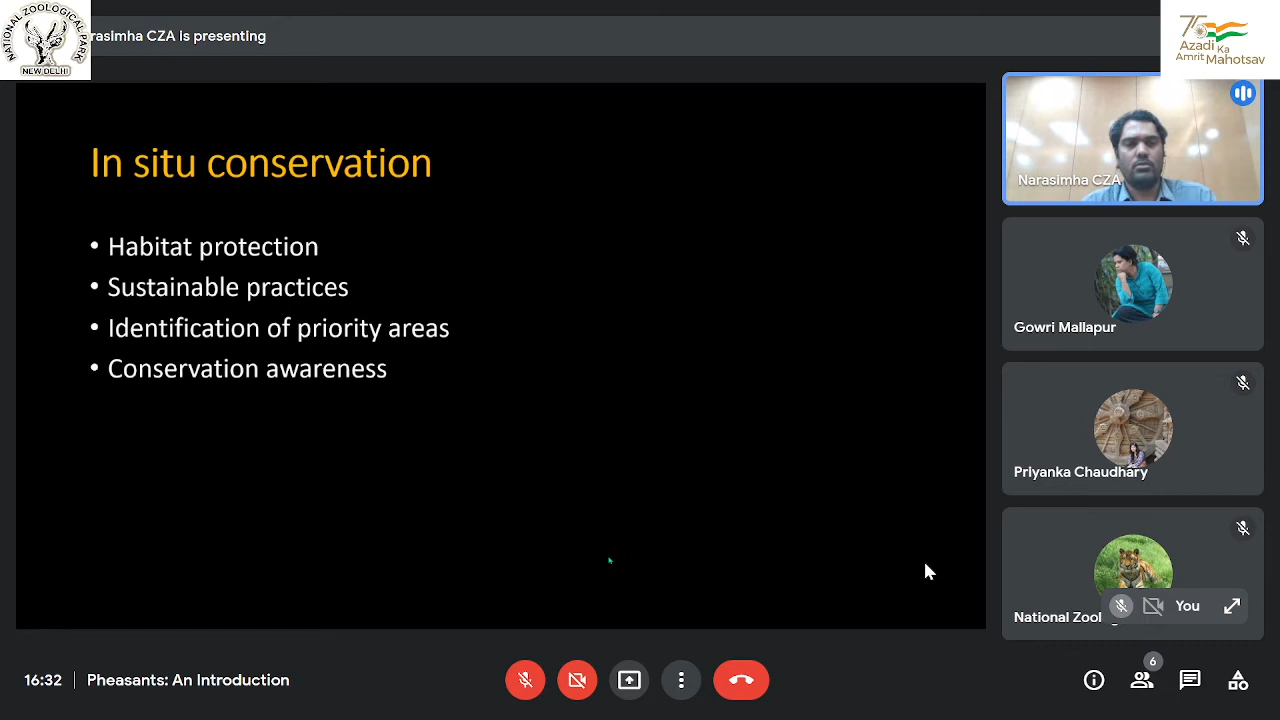 NATIONAL ZOOLOGICAL PARK
NEW DELHI
arasimha CZA is presenting
75
Azadi Ka
Amrit Mahotsav
In situ conservation
• Habitat protection
• Sustainable practices
• Identification of priority areas
• Conservation awareness
Narasimha CZA
Gowri Mallapur
Priyanka Chaudhary
National Zool
You
16:32 | Pheasants: An Introduction
6